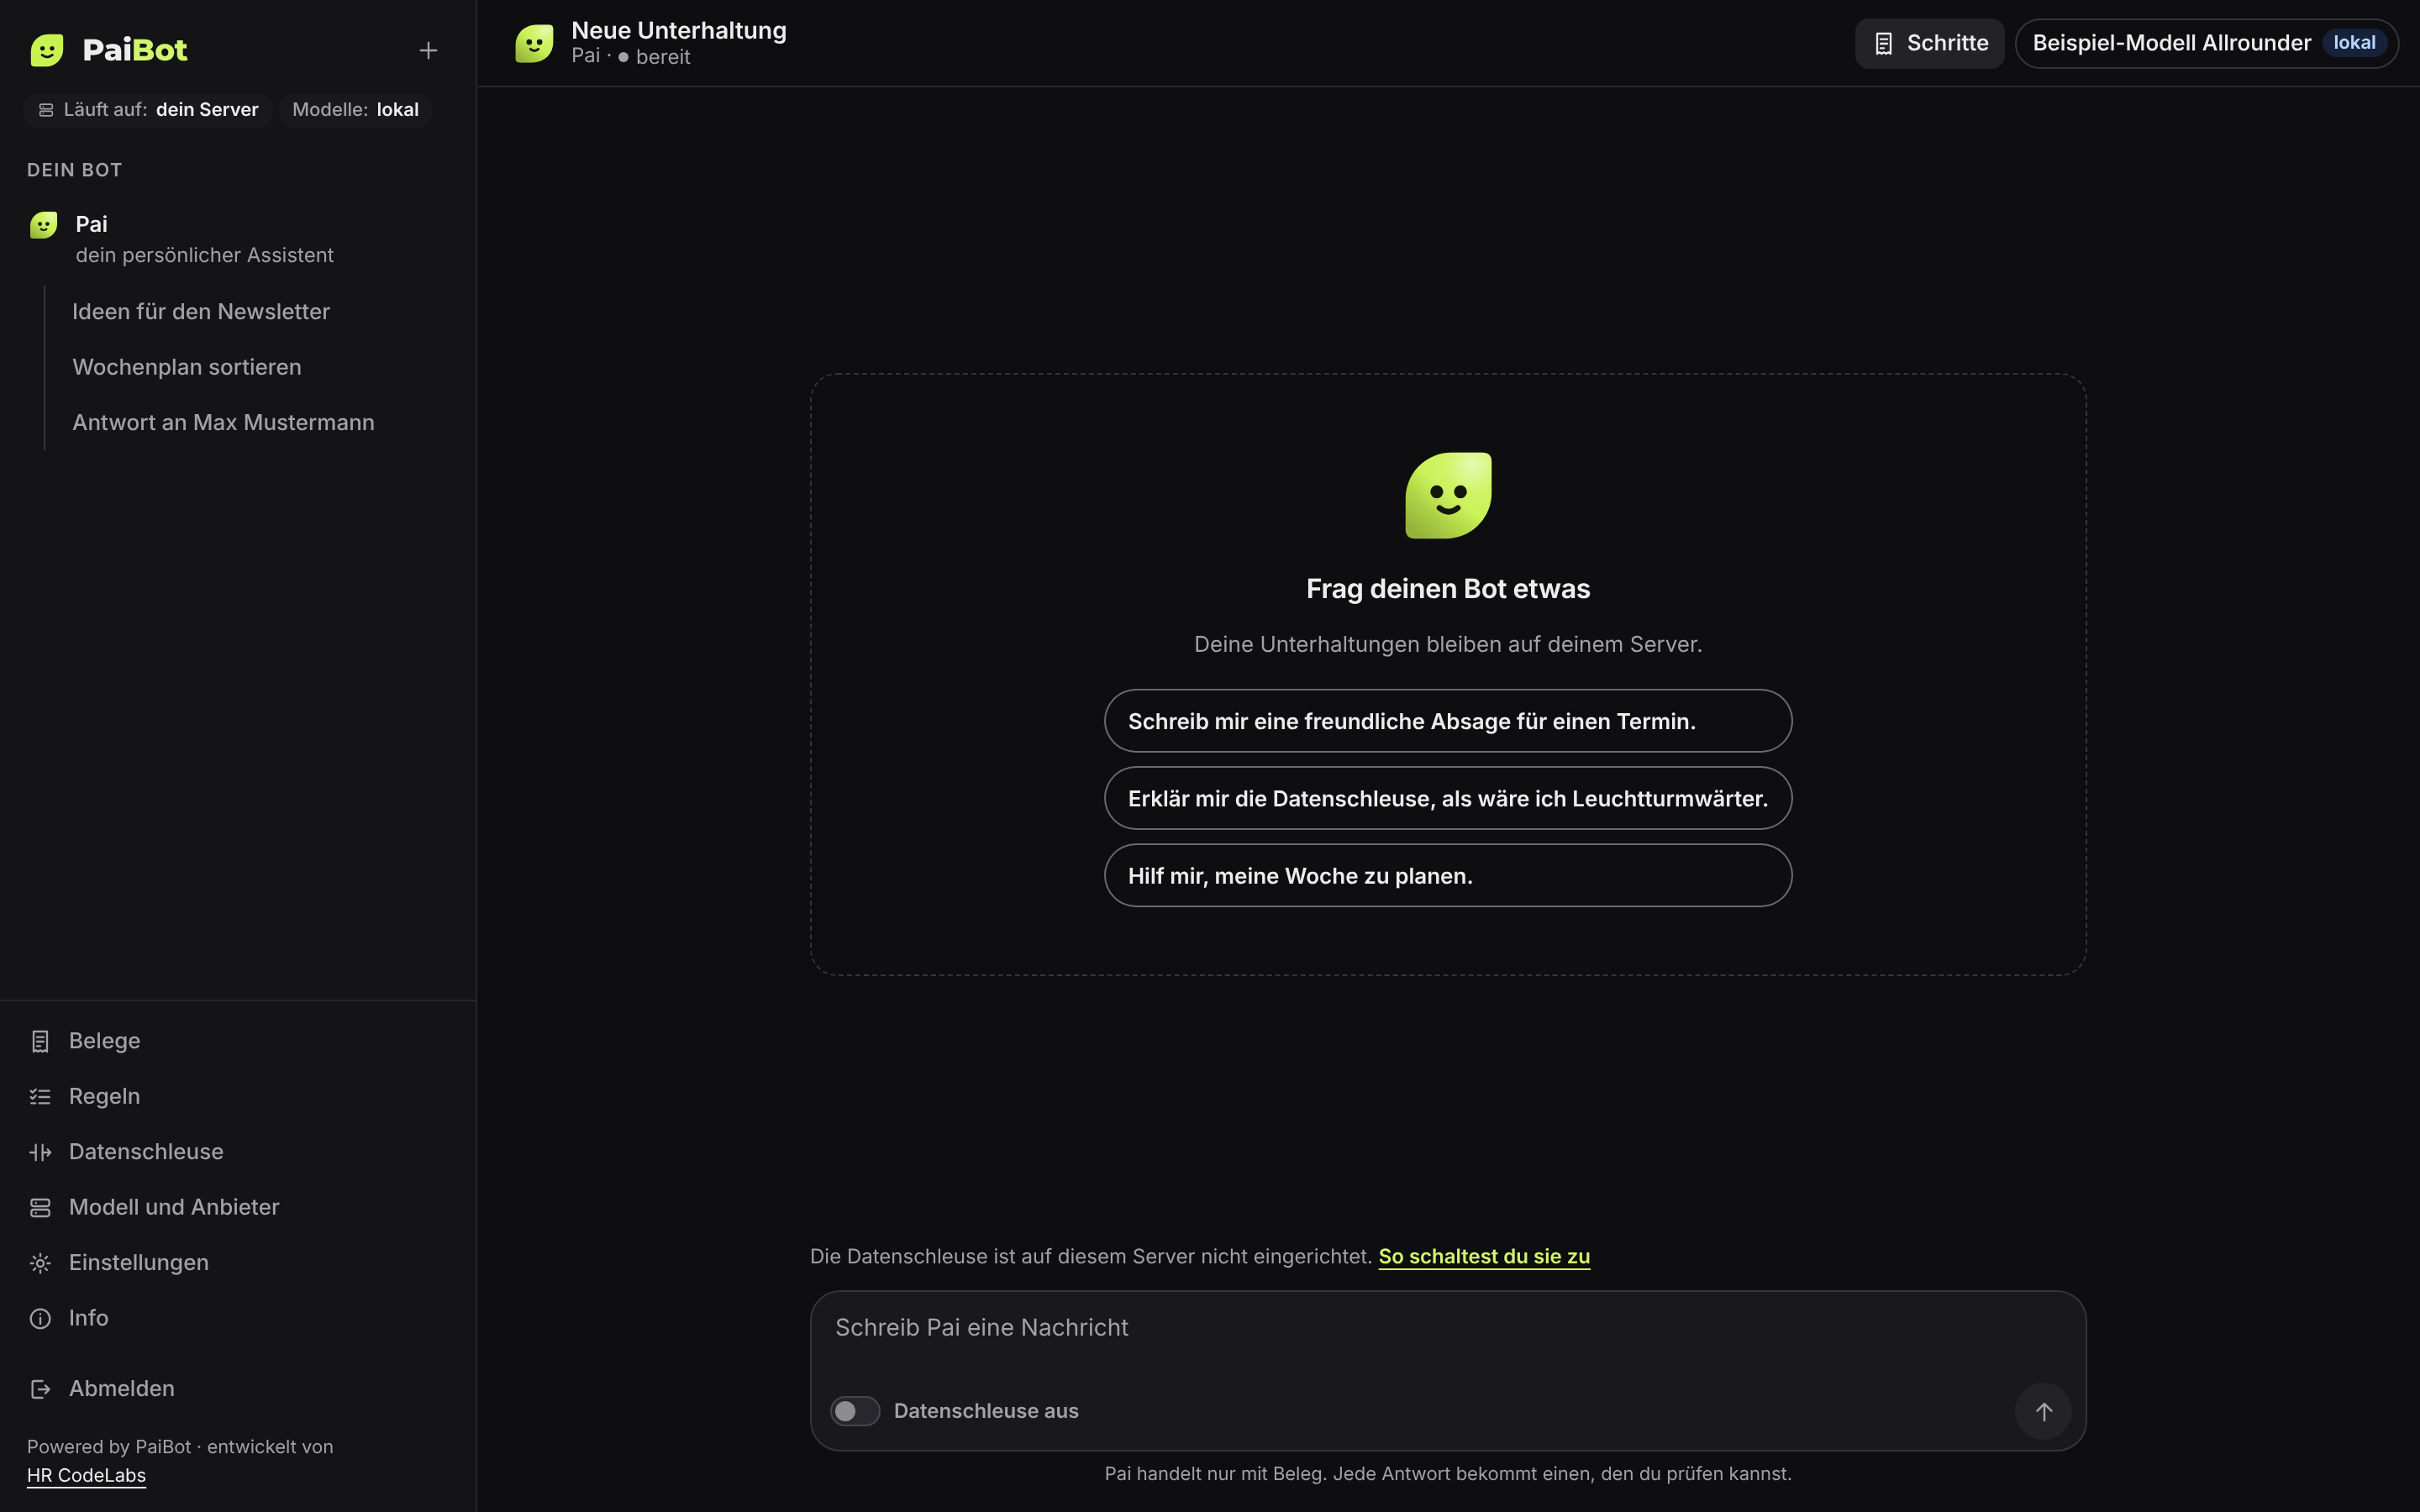 PaiBot
Läuft auf: dein Server
Modelle: lokal
DEIN BOT
Pai
dein persönlicher Assistent
Ideen für den Newsletter
Wochenplan sortieren
Antwort an Max Mustermann
Belege
Regeln
Datenschleuse
Modell und Anbieter
Einstellungen
Info
Abmelden
Powered by PaiBot · entwickelt von
HR CodeLabs
Neue Unterhaltung
Pai · ● bereit
Schritte
Beispiel-Modell Allrounder lokal
Frag deinen Bot etwas
Deine Unterhaltungen bleiben auf deinem Server.
Schreib mir eine freundliche Absage für einen Termin.
Erklär mir die Datenschleuse, als wäre ich Leuchtturmwärter.
Hilf mir, meine Woche zu planen.
Die Datenschleuse ist auf diesem Server nicht eingerichtet. So schaltest du sie zu
Schreib Pai eine Nachricht
Datenschleuse aus
Pai handelt nur mit Beleg. Jede Antwort bekommt einen, den du prüfen kannst.